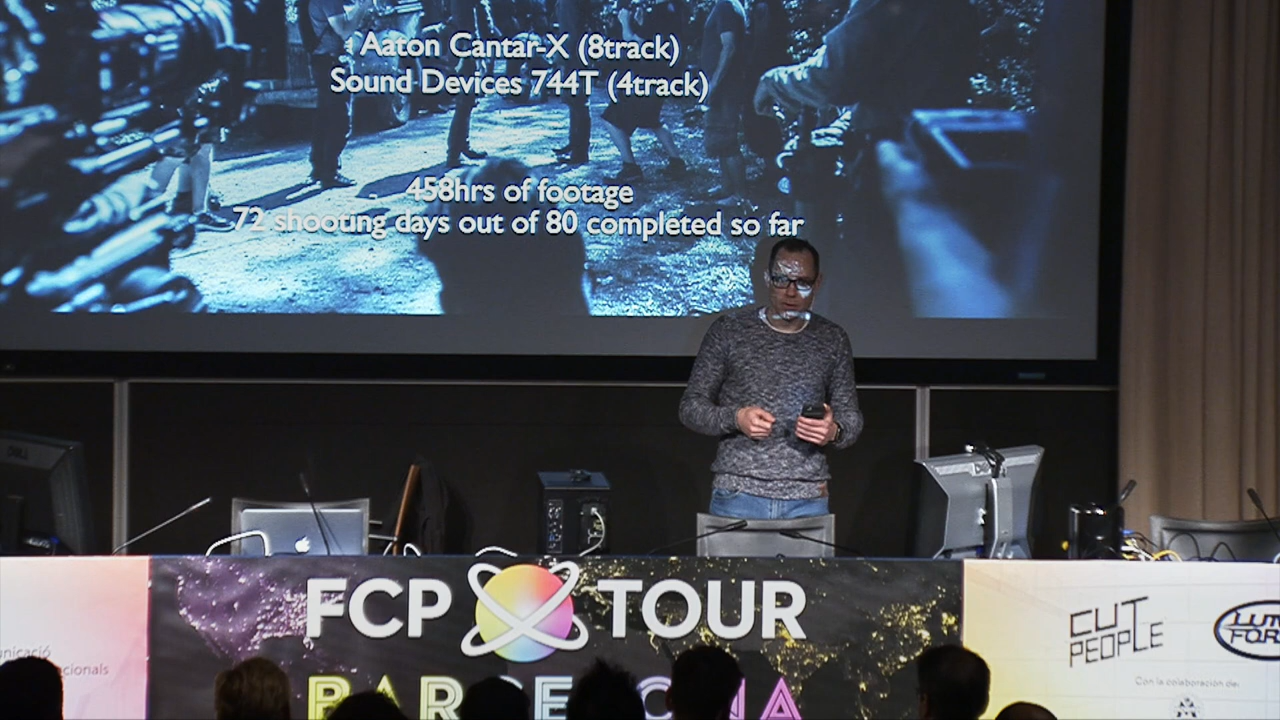 Aaton Cantar-X (8track)
Sound Devices 744T (4track)
458hrs of footage
72 shooting days out of 80 completed so far
FCP TOUR
BARCELONA
CUT
PEOPLE
Con la colaboración de: